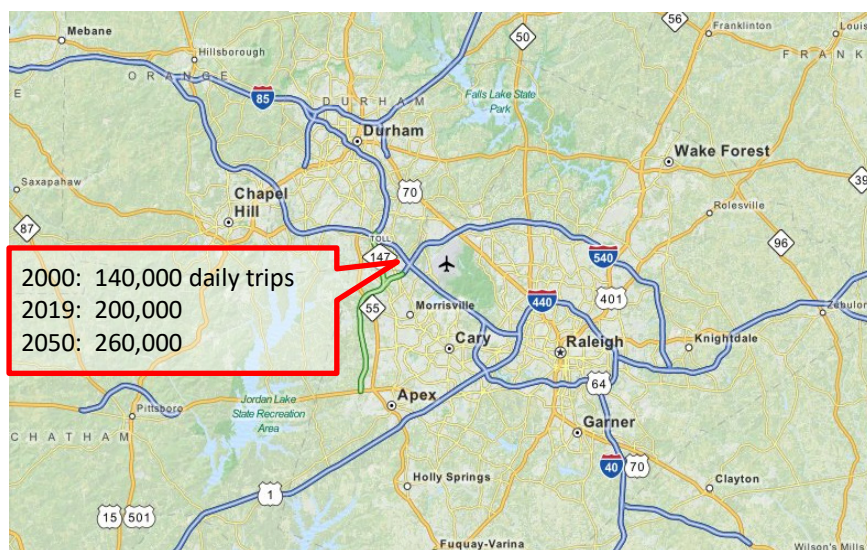 Mebane
Hillsborough
ORANGE
85
DURHAM
Durham
50
56
Franklinton
Louis
FRANK
Falls Lake State
Park
Wake Forest
E
Saxapahaw
87
Chapel
Hill
70
39
Rolesville
96
TOLL
147
540
401
440
55
Morrisville
Cary
Raleigh
Knightdale
Zebulon
2000: 140,000 daily trips
2019: 200,000
2050: 260,000
64
Apex
Jordan Lake
State Recreation
Area
Pittsboro
CHATHAM
Garner
40
70
Clayton
Holly Springs
1
15 501
Fuquay-Varina
Wilson's Mills